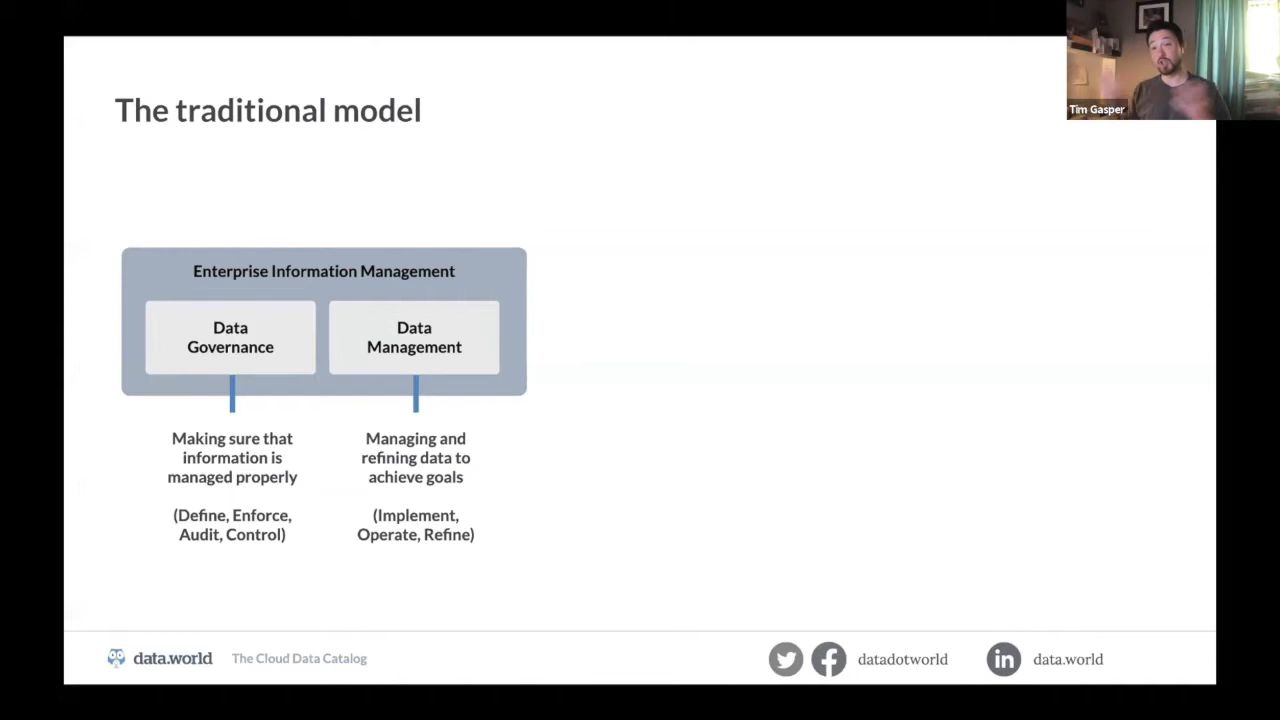 The traditional model
Tim Gasper
Enterprise Information Management
Data
Governance
Data
Management
Making sure that
information is
managed properly
(Define, Enforce,
Audit, Control)
Managing and
refining data to
achieve goals
(Implement,
Operate, Refine)
data.world
The Cloud Data Catalog
datadotworld
in
data.world